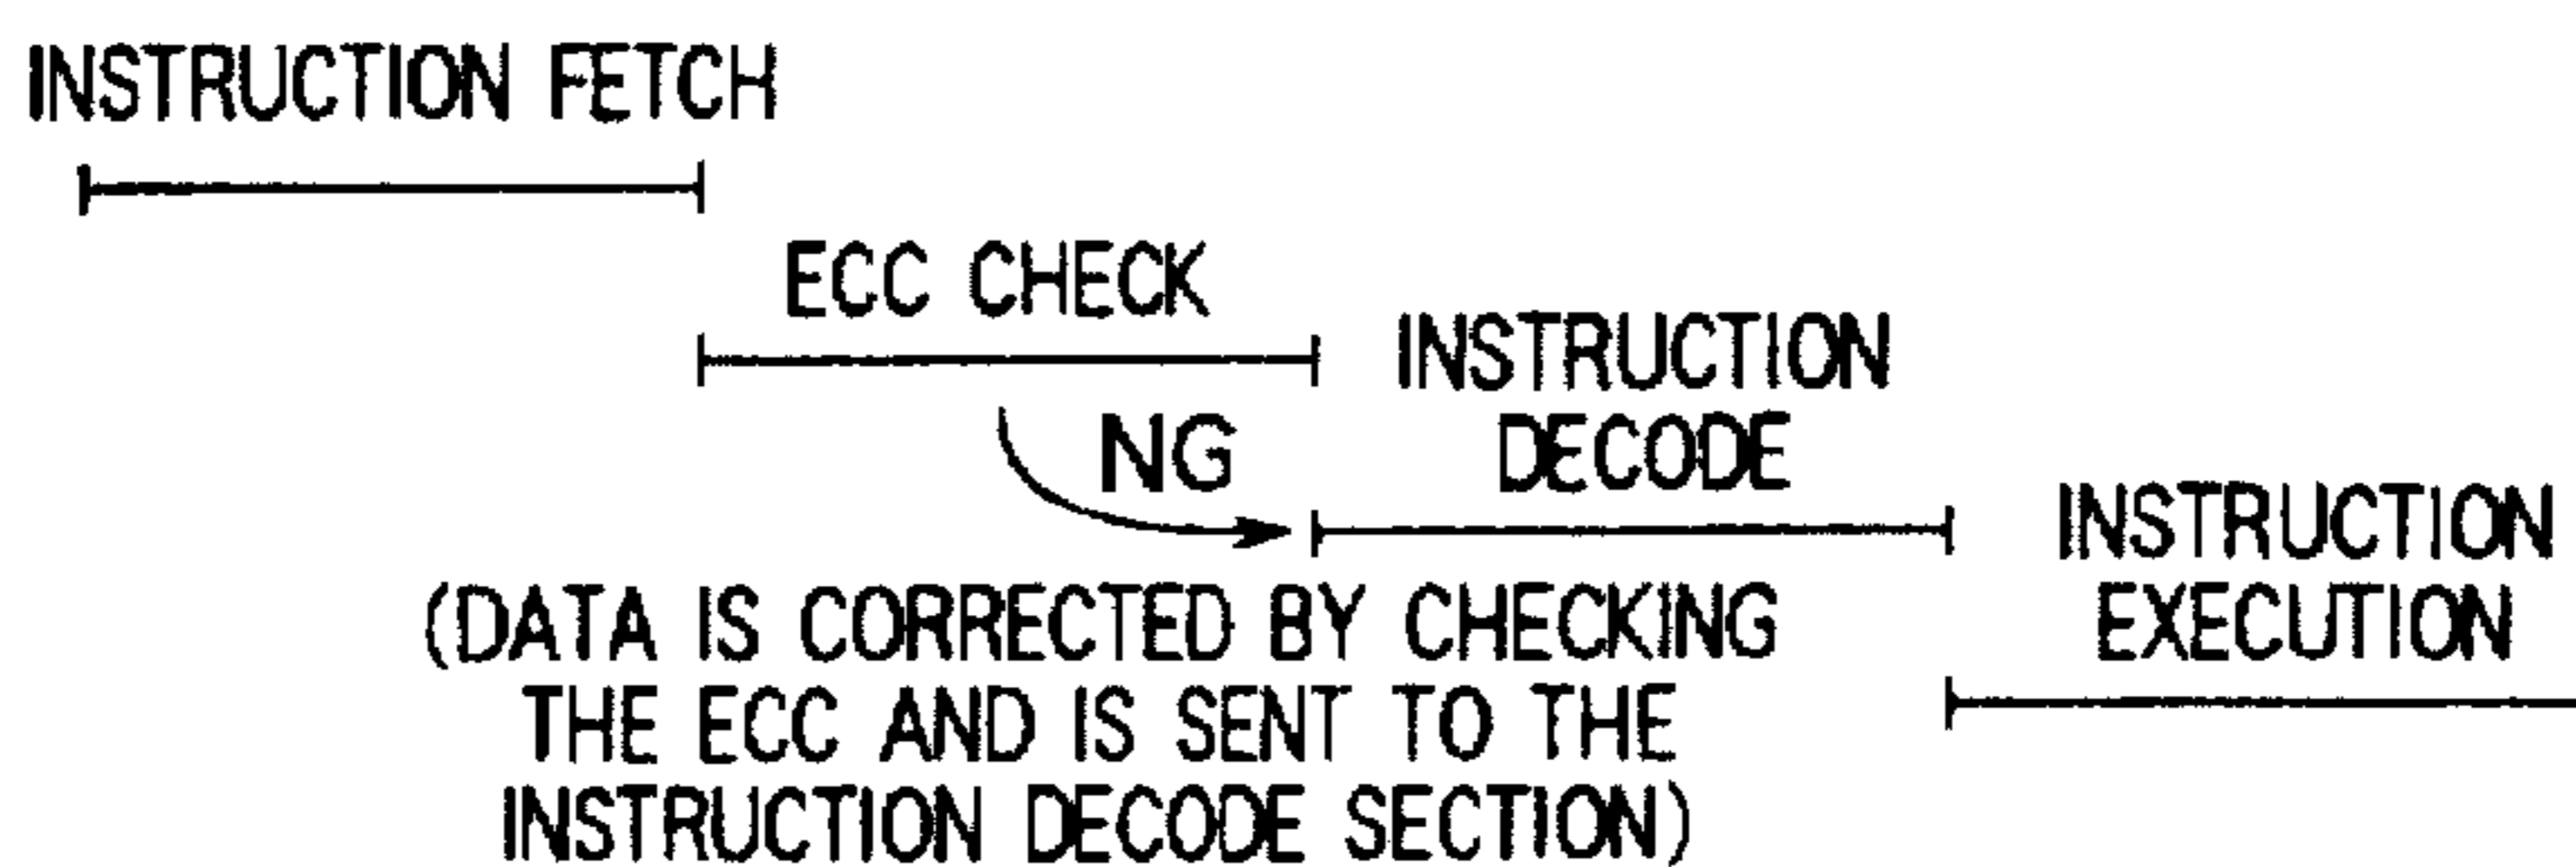 INSTRUCTION FETCH
ECC CHECK
INSTRUCTION
DECODE
NG
INSTRUCTION
EXECUTION
(DATA IS CORRECTED BY CHECKING
THE ECC AND IS SENT TO THE
INSTRUCTION DECODE SECTION)